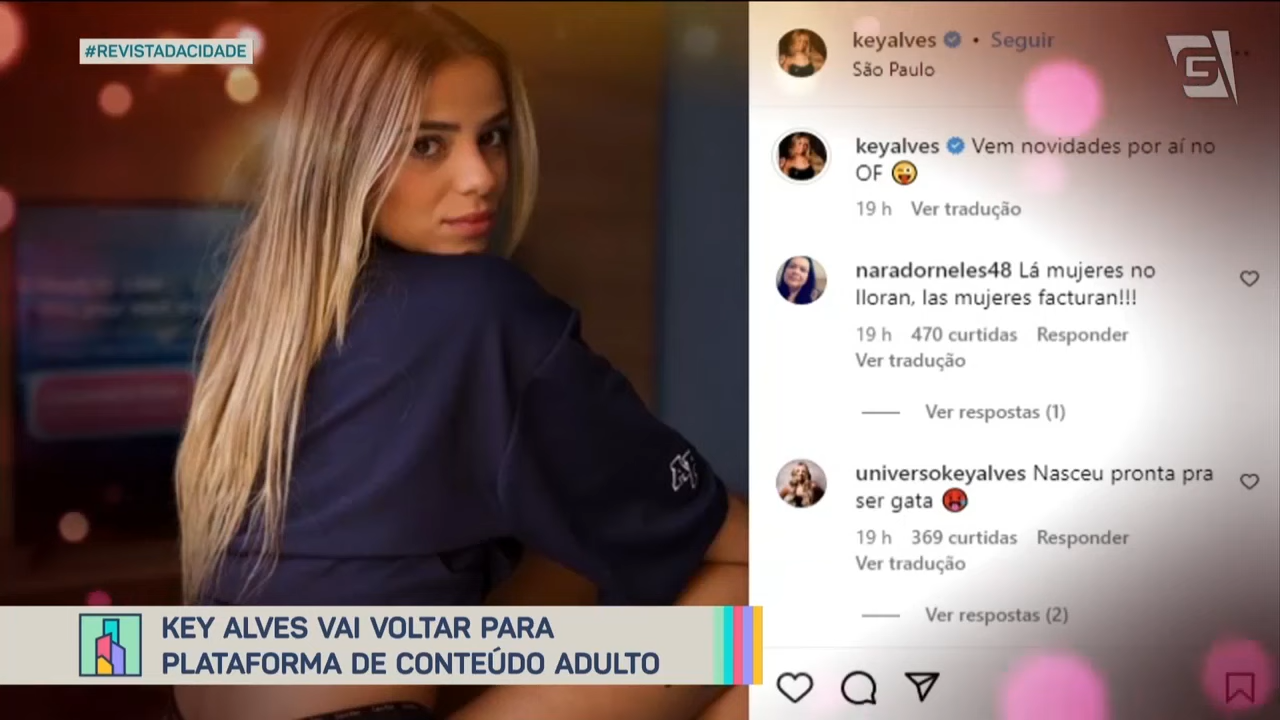 #REVISTADACIDADE
keyalves • Seguir
São Paulo
keyalves Vem novidades por aí no
OF 😜
19 h Ver tradução
naradorneles48 Lá mujeres no
lloran, las mujeres facturan!!!
19 h 470 curtidas Responder
Ver tradução
Ver respostas (1)
universokeyalves Nasceu pronta pra
ser gata 🥵
19 h 369 curtidas Responder
Ver tradução
Ver respostas (2)
KEY ALVES VAI VOLTAR PARA
PLATAFORMA DE CONTEÚDO ADULTO